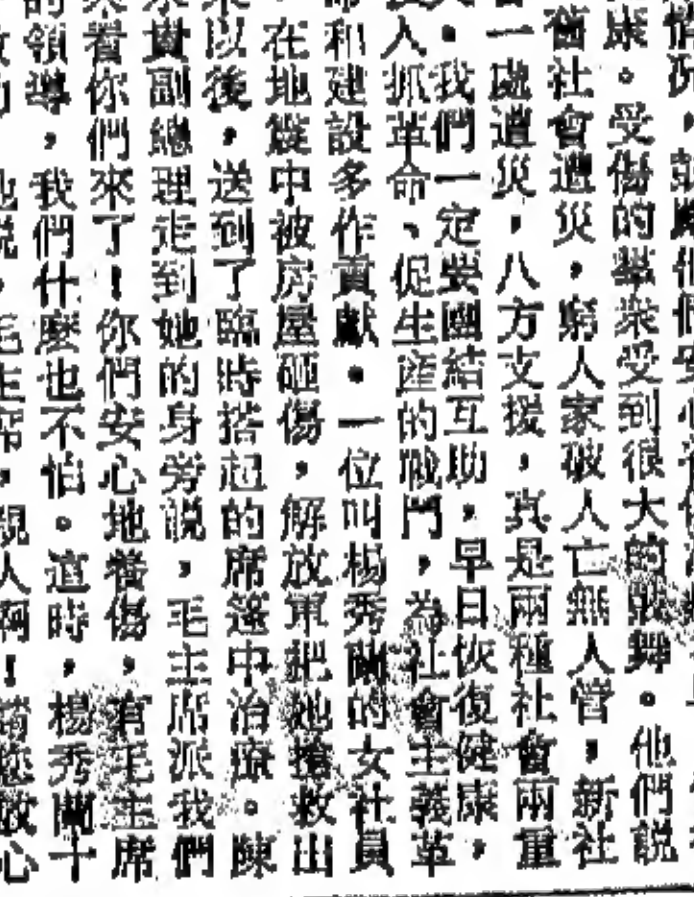 情況，鼓
康。受傷的羣衆受到很大的鼓舞。他們說
舊社會遭災，窮人家破人亡無人管，新社
一處遭災，八方支援，真是兩種社會兩重
。我們一定要團結互助，早日恢復健康，
入抓革命、促生產的戰鬥，為社會主義革
和建設多作貢獻。一位叫楊秀蘭的女社員
，在地震中被房屋砸傷，解放軍把她搶救出
來以後，送到了臨時搭起的席篷中治療。陳
永貴副總理走到她的身旁說，毛主席派我們
來看你們來了！你們安心地養傷，有毛主席
的領導，我們什麼也不怕。這時，楊秀蘭十
地說，毛主席，親人啊！